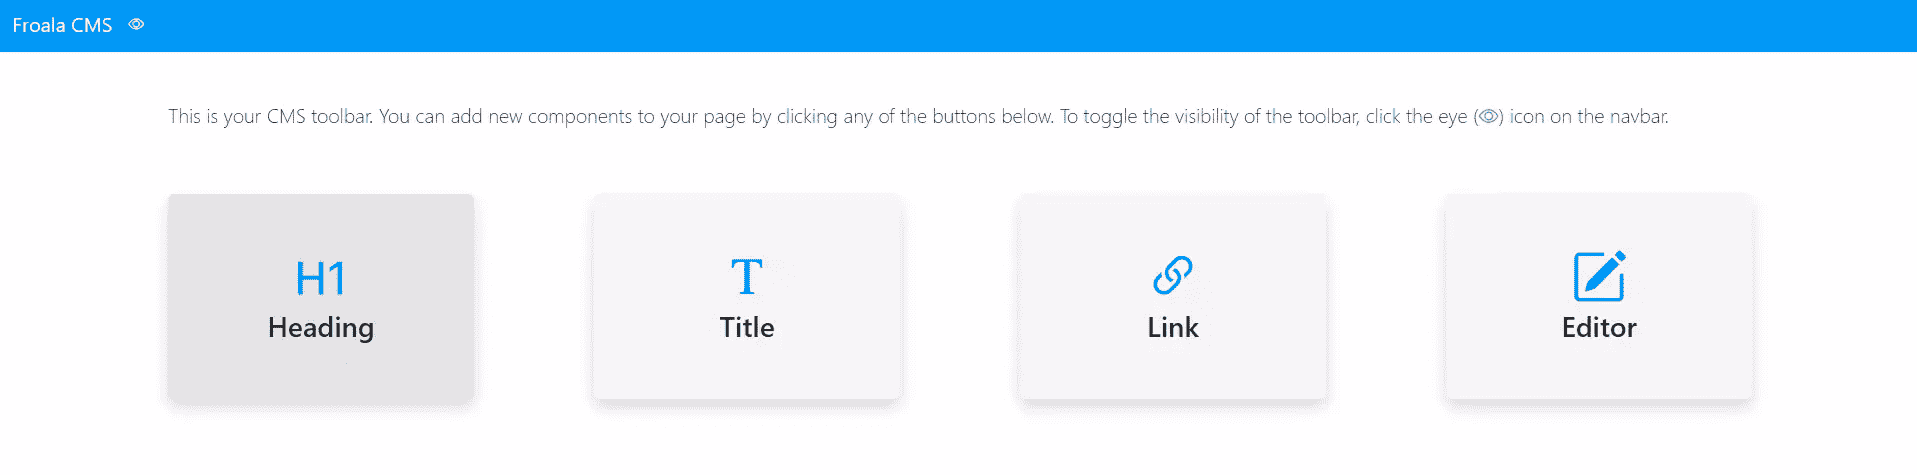 Froala CMS
This is your CMS toolbar. You can add new components to your page by clicking any of the buttons below. To toggle the visibility of the toolbar, click the eye () icon on the navbar.
H1
Heading
T
Title
Link
Editor